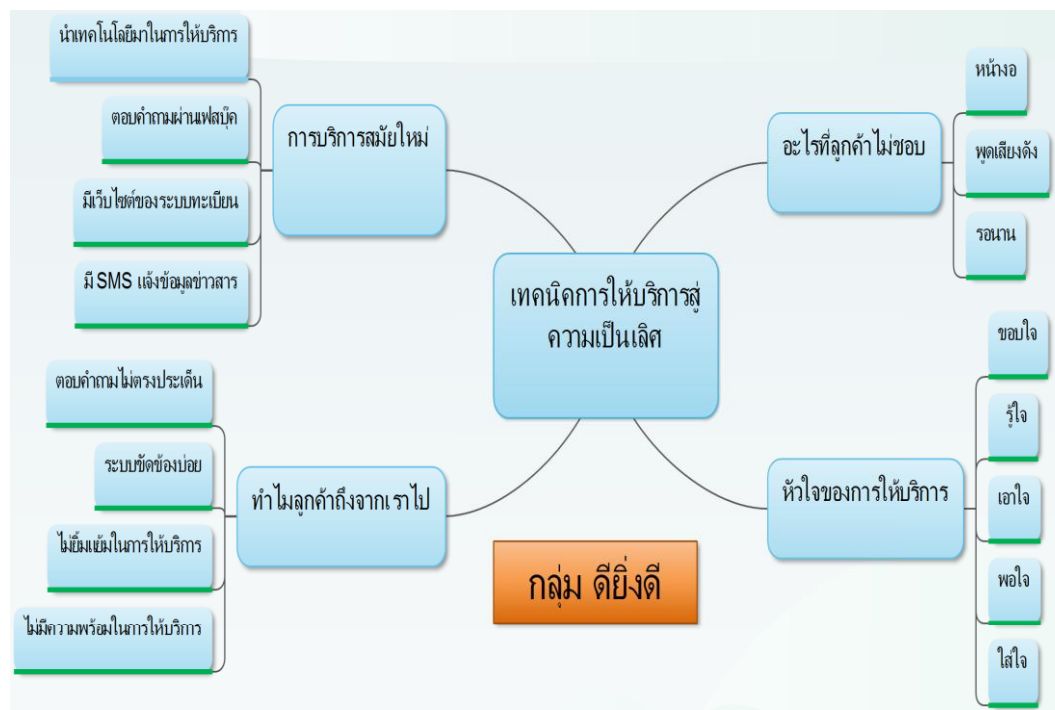 เทคนิคการให้บริการสู่
ความเป็นเลิศ
การบริการสมัยใหม่
นำเทคโนโลยีมาในการให้บริการ
ตอบคำถามผ่านเฟสบุ๊ค
มีเว็บไซต์ของระบบทะเบียน
มี SMS แจ้งข้อมูลข่าวสาร
อะไรที่ลูกค้าไม่ชอบ
หน้างอ
พูดเสียงดัง
รอนาน
ทำไมลูกค้าถึงจากเราไป
ตอบคำถามไม่ตรงประเด็น
ระบบขัดข้องบ่อย
ไม่ยิ้มแย้มในการให้บริการ
ไม่มีความพร้อมในการให้บริการ
หัวใจของการให้บริการ
ขอบใจ
รู้ใจ
เอาใจ
พอใจ
ใส่ใจ
กลุ่ม ดียิ่งดี